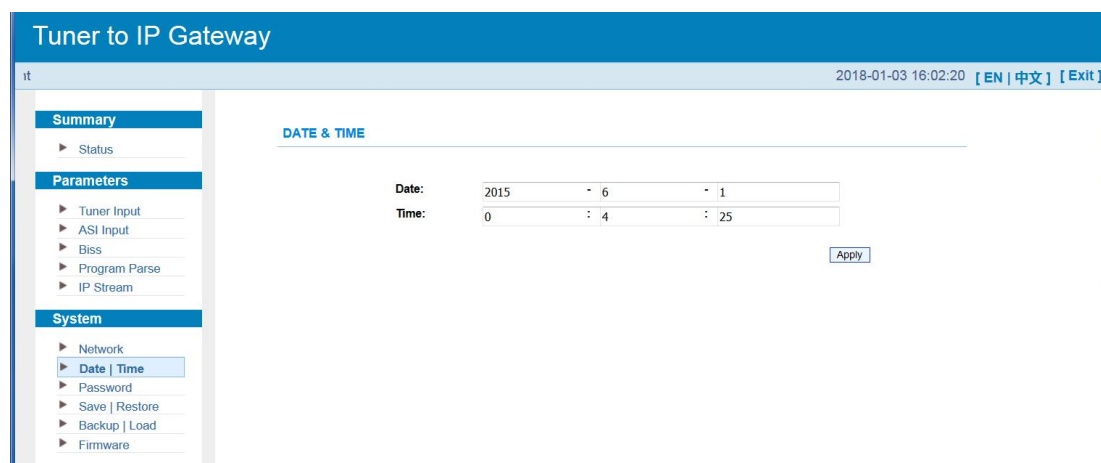 Tuner to IP Gateway
nt 2018-01-03 16:02:20 [ EN | 中文 ] [ Exit ]
Summary
Status
DATE & TIME
Parameters
Date: 2015 - 6 - 1
Time: 0 : 4 : 25
Tuner Input
ASI Input
Biss
Apply
Program Parse
IP Stream
System
Network
Date | Time
Password
Save | Restore
Backup | Load
Firmware